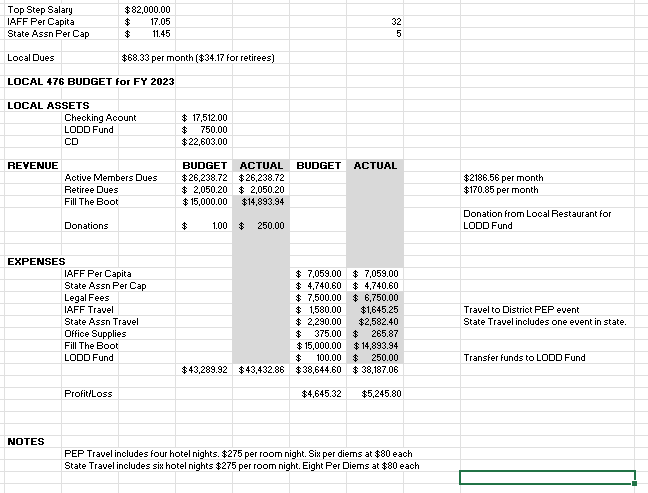 Top Step Salary $82,000.00
IAFF Per Capita $ 17.05 32
State Assn Per Cap $ 11.45 5
Local Dues $68.33 per month ($34.17 for retirees)
LOCAL 476 BUDGET for FY 2023
LOCAL ASSETS
Checking Acount $ 17,512.00
LODD Fund $ 750.00
CD $22,603.00
REVENUE BUDGET ACTUAL BUDGET ACTUAL
Active Members Dues $26,238.72 $26,238.72 $2186.56 per month
Retiree Dues $ 2,050.20 $ 2,050.20 $170.85 per month
Fill The Boot $15,000.00 $14,893.94
Donation from Local Restaurant for
Donations $ 1.00 $ 250.00 LODD Fund
EXPENSES
IAFF Per Capita $ 7,059.00 $ 7,059.00
State Assn Per Cap $ 4,740.60 $ 4,740.60
Legal Fees $ 7,500.00 $ 6,750.00
IAFF Travel $ 1,580.00 $1,645.25 Travel to District PEP event
State Assn Travel $ 2,290.00 $2,582.40 State Travel includes one event in state.
Office Supplies $ 375.00 $ 265.87
Fill The Boot $15,000.00 $14,893.94
LODD Fund $ 100.00 $ 250.00 Transfer funds to LODD Fund
$43,289.92 $43,432.86 $38,644.60 $38,187.06
Profit/Loss $4,645.32 $5,245.80
NOTES
PEP Travel includes four hotel nights. $275 per room night. Six per diems at $80 each
State Travel includes six hotel nights $275 per room night. Eight Per Diems at $80 each